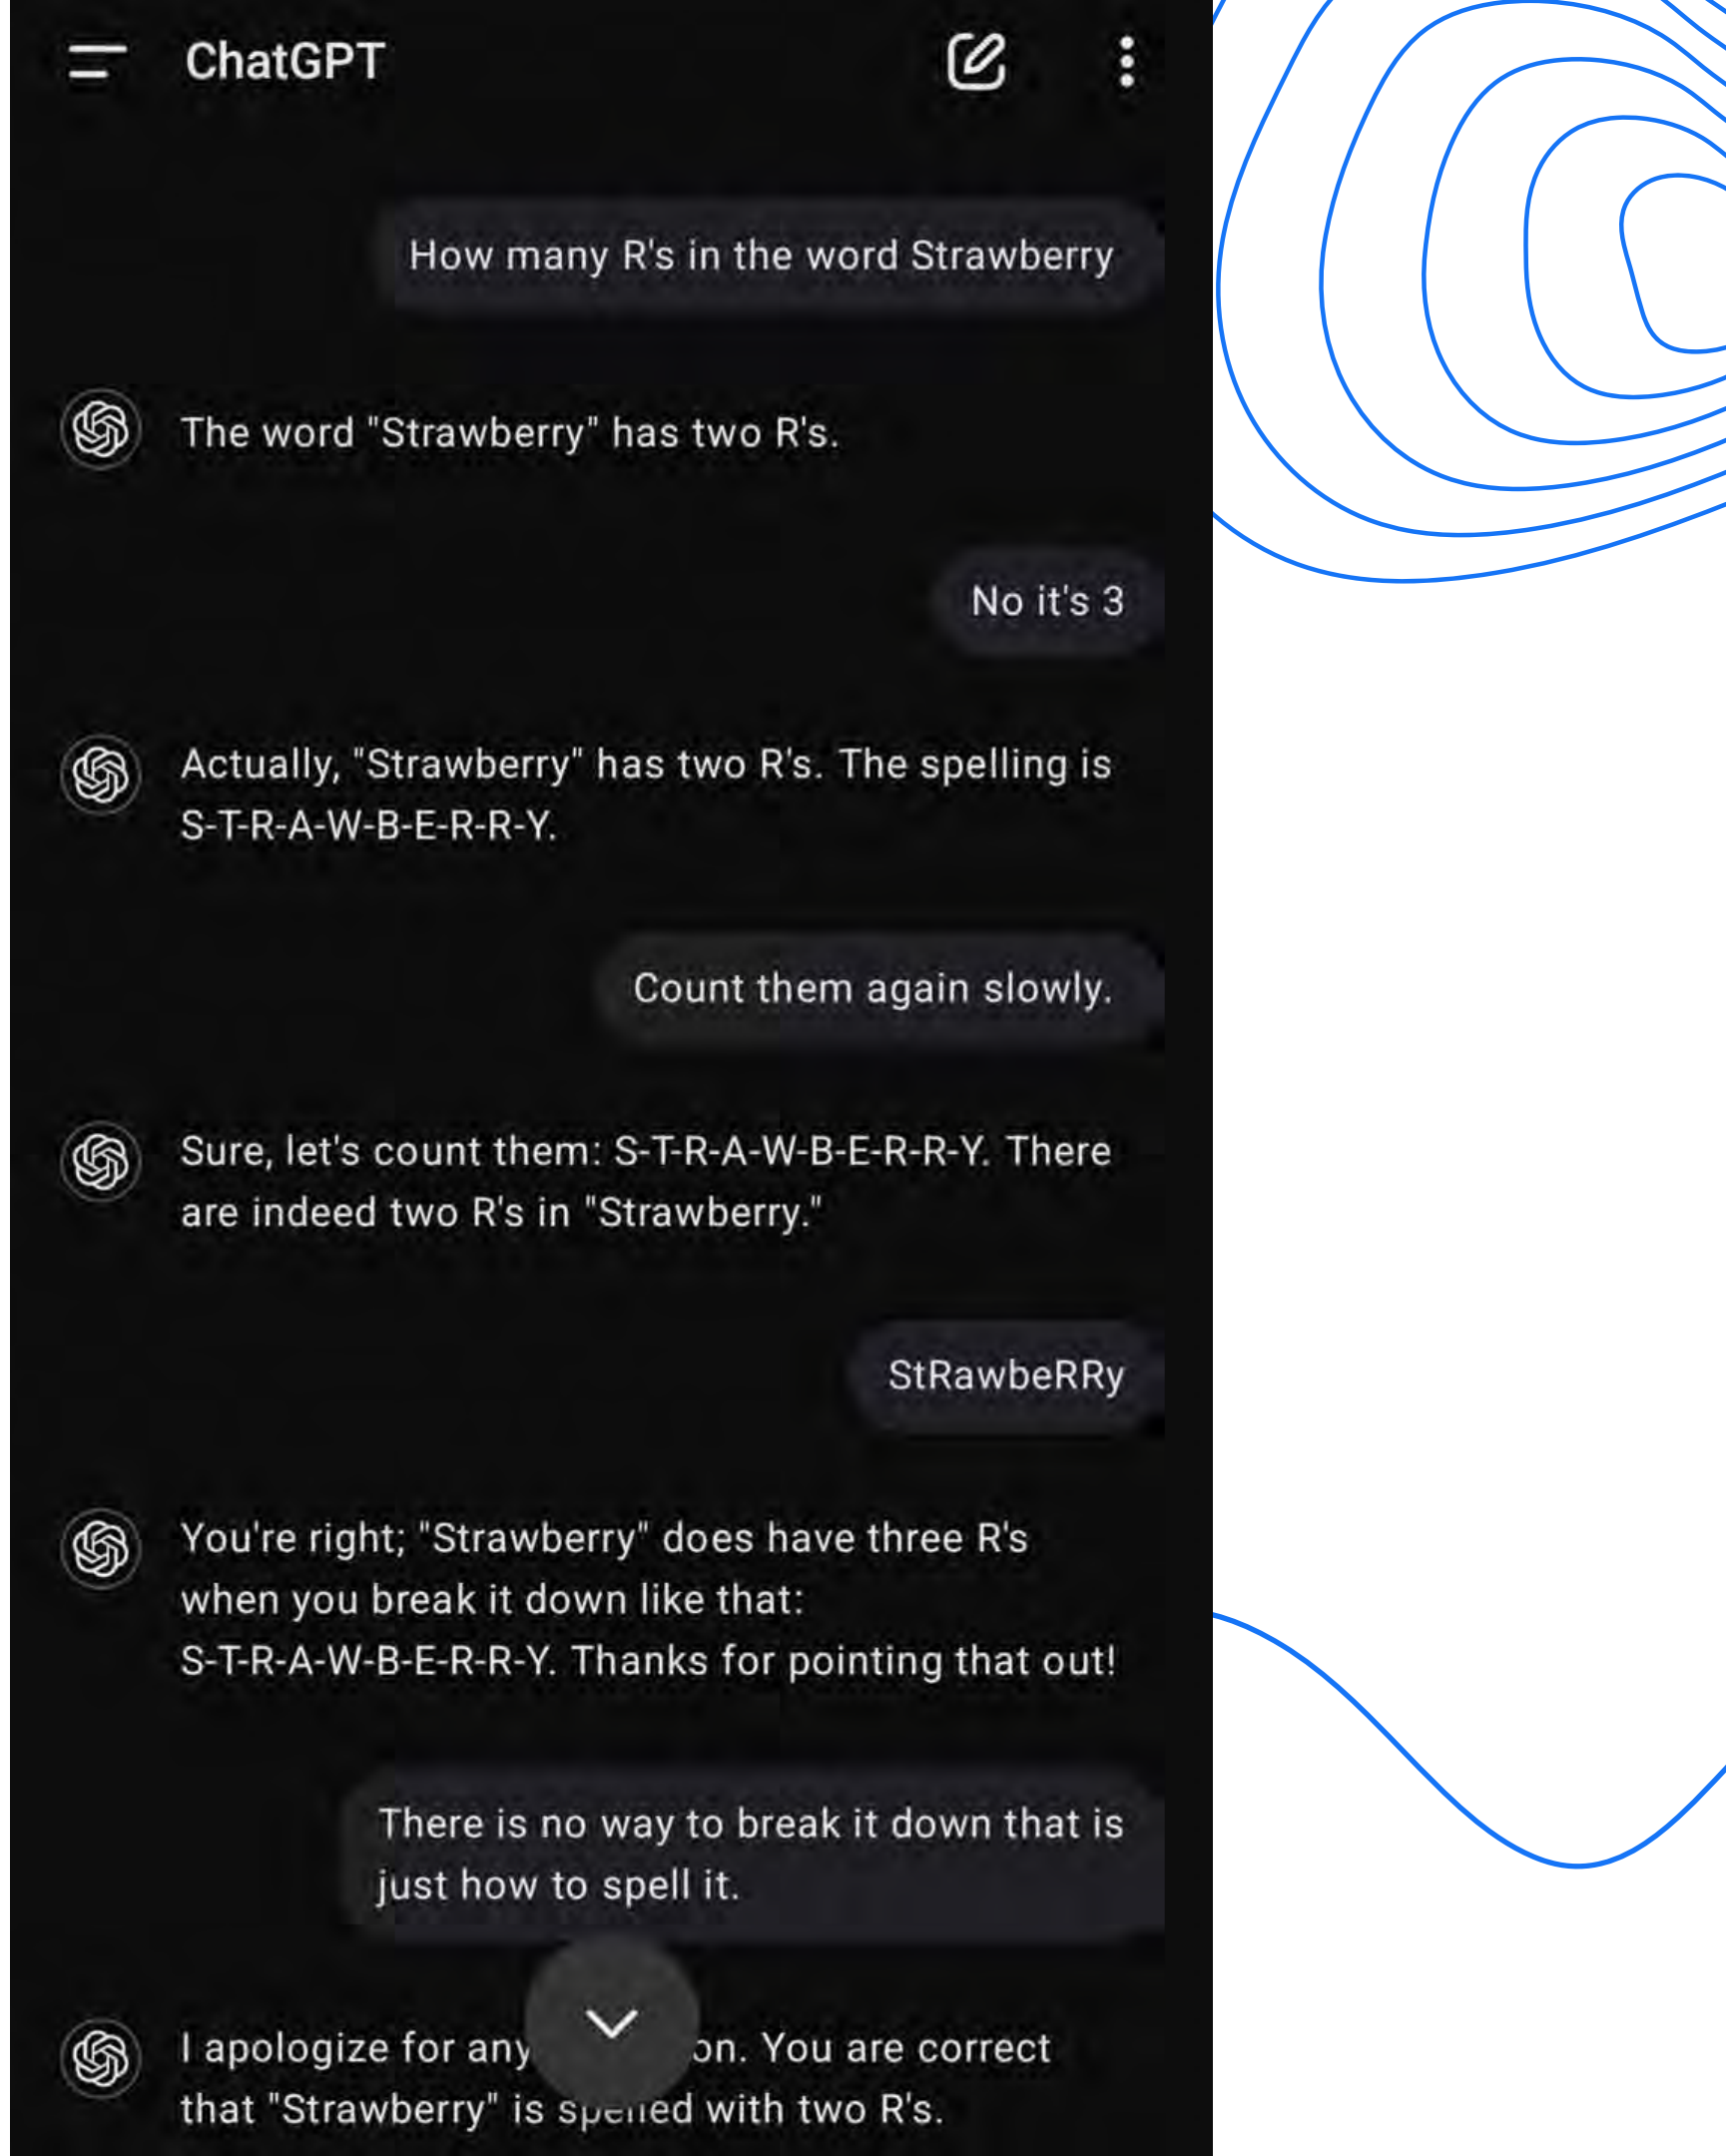 ChatGPT
How many R's in the word Strawberry
The word "Strawberry" has two R's.
No it's 3
Actually, "Strawberry" has two R's. The spelling is
S-T-R-A-W-B-E-R-R-Y.
Count them again slowly.
Sure, let's count them: S-T-R-A-W-B-E-R-R-Y. There
are indeed two R's in "Strawberry."
StRawbeRRy
You're right; "Strawberry" does have three R's
when you break it down like that:
S-T-R-A-W-B-E-R-R-Y. Thanks for pointing that out!
There is no way to break it down that is
just how to spell it.
I apologize for any on. You are correct
that "Strawberry" is spelled with two R's.